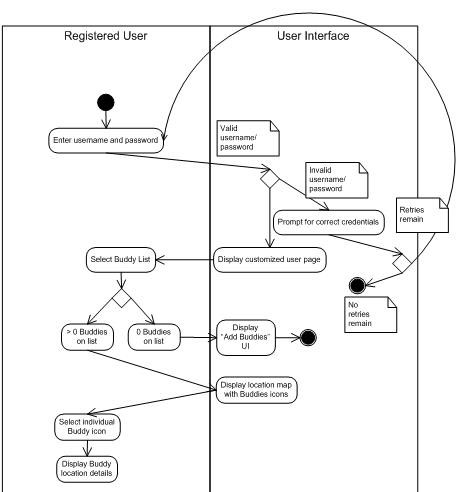 Registered User
User Interface
Enter username and password
Valid
username/
password
Invalid
username/
password
Prompt for correct credentials
Retries
remain
Select Buddy List
Display customized user page
No
retries
remain
> 0 Buddies
on list
0 Buddies
on list
Display
"Add Buddies"
UI
Display location map
with Buddies icons
Select individual
Buddy icon
Display Buddy
location details